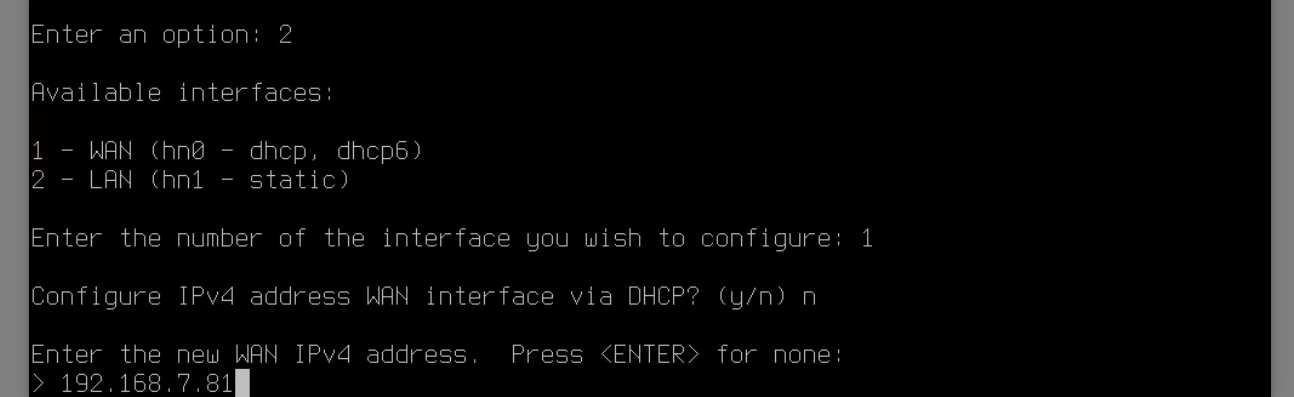 Enter an option: 2
Available interfaces:
1 - WAN (hn0 - dhcp, dhcp6)
2 - LAN (hn1 - static)
Enter the number of the interface you wish to configure: 1
Configure IPv4 address WAN interface via DHCP? (y/n) n
Enter the new WAN IPv4 address.  Press <ENTER> for none:
> 192.168.7.81